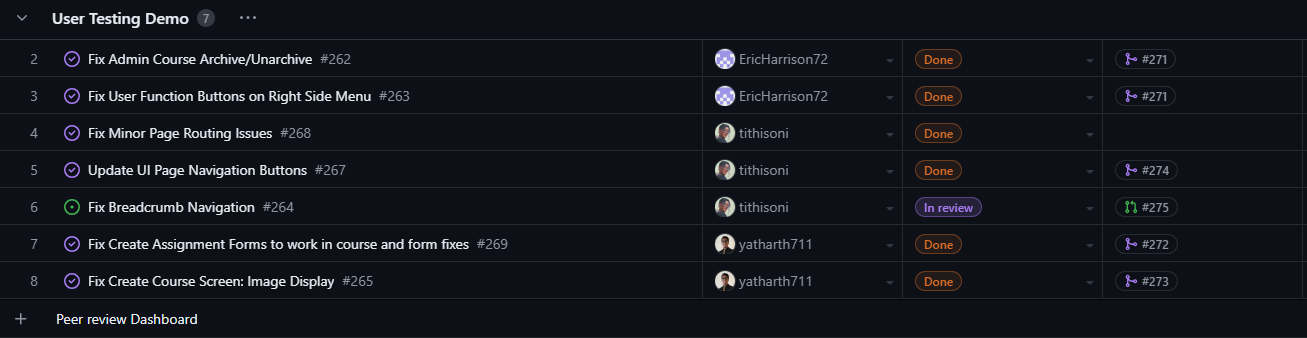 User Testing Demo 7 ...
2 Fix Admin Course Archive/Unarchive #262 EricHarrison72 Done #271
3 Fix User Function Buttons on Right Side Menu #263 EricHarrison72 Done #271
4 Fix Minor Page Routing Issues #268 tithisoni Done
5 Update UI Page Navigation Buttons #267 tithisoni Done #274
6 Fix Breadcrumb Navigation #264 tithisoni In review #275
7 Fix Create Assignment Forms to work in course and form fixes #269 yatharth711 Done #272
8 Fix Create Course Screen: Image Display #265 yatharth711 Done #273
+ Peer review Dashboard